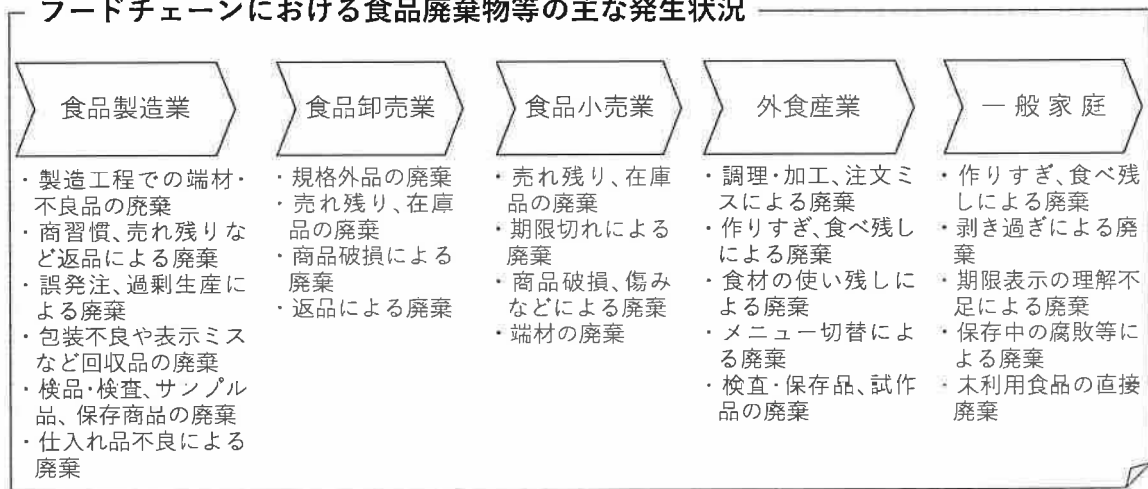 フードチェーンにおける食品廃棄物等の主な発生状況
食品製造業
・製造工程での端材・
不良品の廃棄
・商習慣、売れ残りな
ど返品による廃棄
・誤発注、過剰生産に
よる廃棄
・包装不良や表示ミス
など回収品の廃棄
・検品・検査、サンプル
品、保存商品の廃棄
・仕入れ品不良による
廃棄
食品卸売業
・規格外品の廃棄
・売れ残り、在庫
品の廃棄
・商品破損による
廃棄
・返品による廃棄
食品小売業
・売れ残り、在庫
品の廃棄
・期限切れによる
廃棄
・商品破損、傷み
などによる廃棄
・端材の廃棄
外食産業
・調理・加工、注文ミ
スによる廃棄
・作りすぎ、食べ残し
による廃棄
・食材の使い残しに
よる廃棄
・メニュー切替によ
る廃棄
・検査・保存品、試作
品の廃棄
一般家庭
・作りすぎ、食べ残
しによる廃棄
・剥き過ぎによる廃
棄
・期限表示の理解不
足による廃棄
・保存中の腐敗等に
よる廃棄
・未利用食品の直接
廃棄